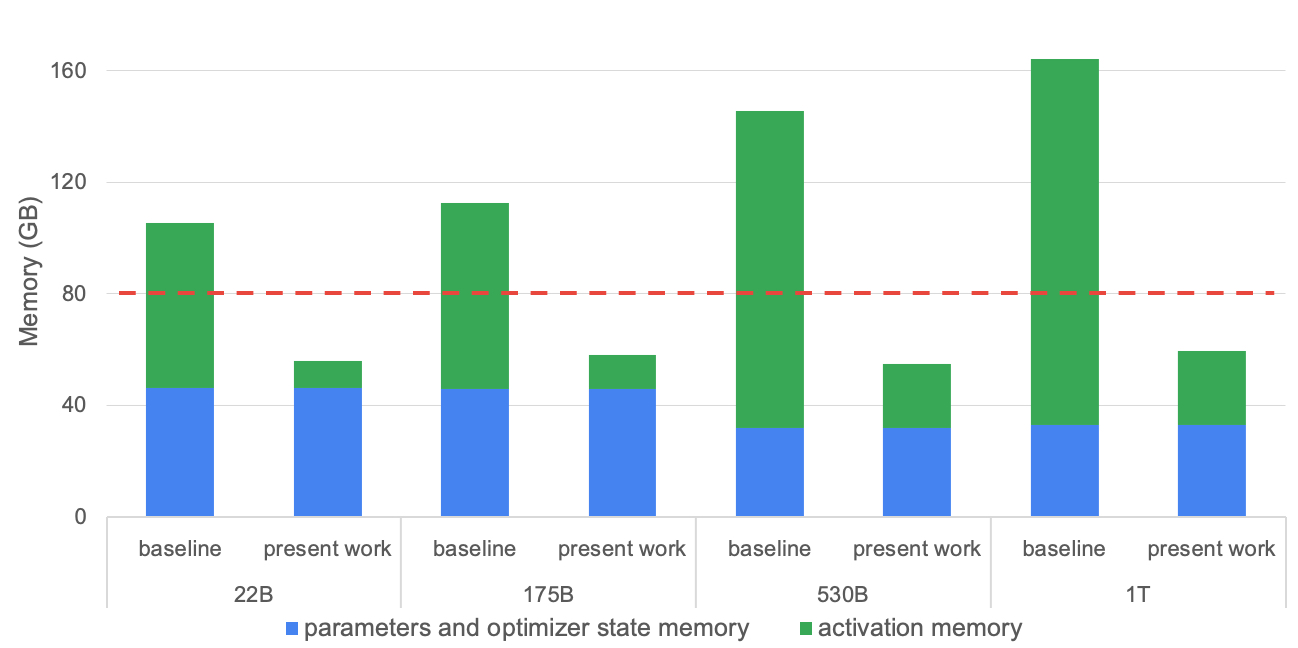 Memory (GB)
160
120
80
40
0
baseline present work baseline present work baseline present work baseline present work
22B 175B 530B 1T
parameters and optimizer state memory activation memory